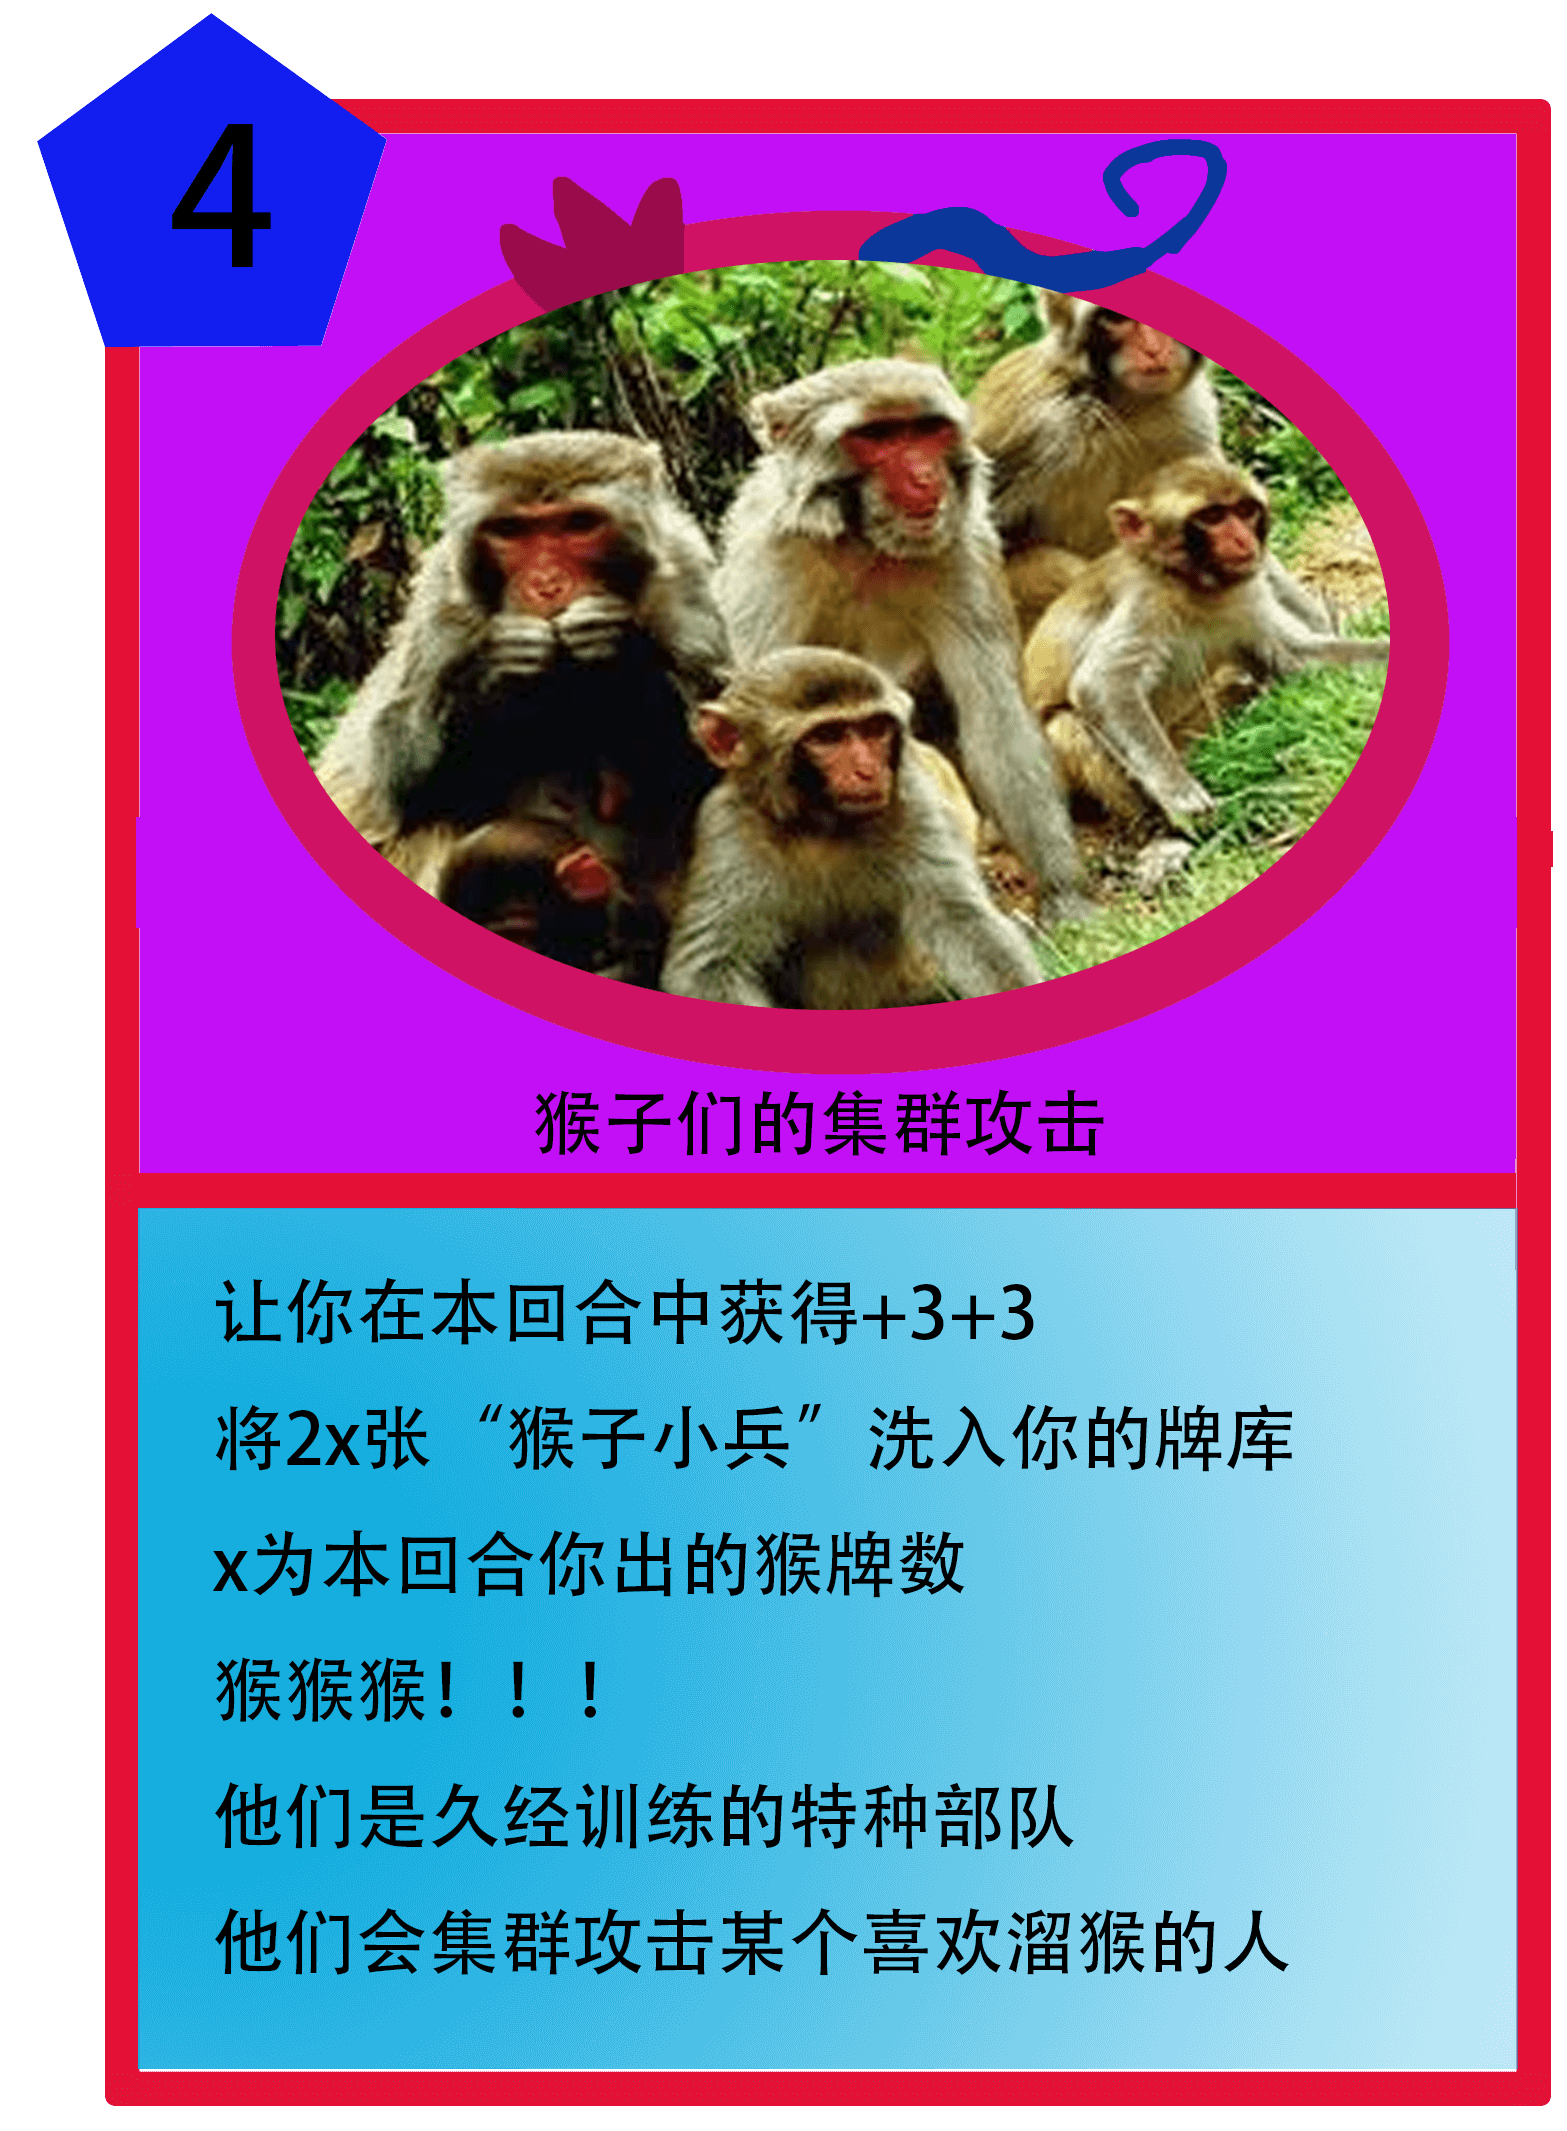 4
猴子们的集群攻击
让你在本回合中获得+3+3
将2x张“猴子小兵”洗入你的牌库
x为本回合你出的猴牌数
猴猴猴！！！
他们是久经训练的特种部队
他们会集群攻击某个喜欢溜猴的人